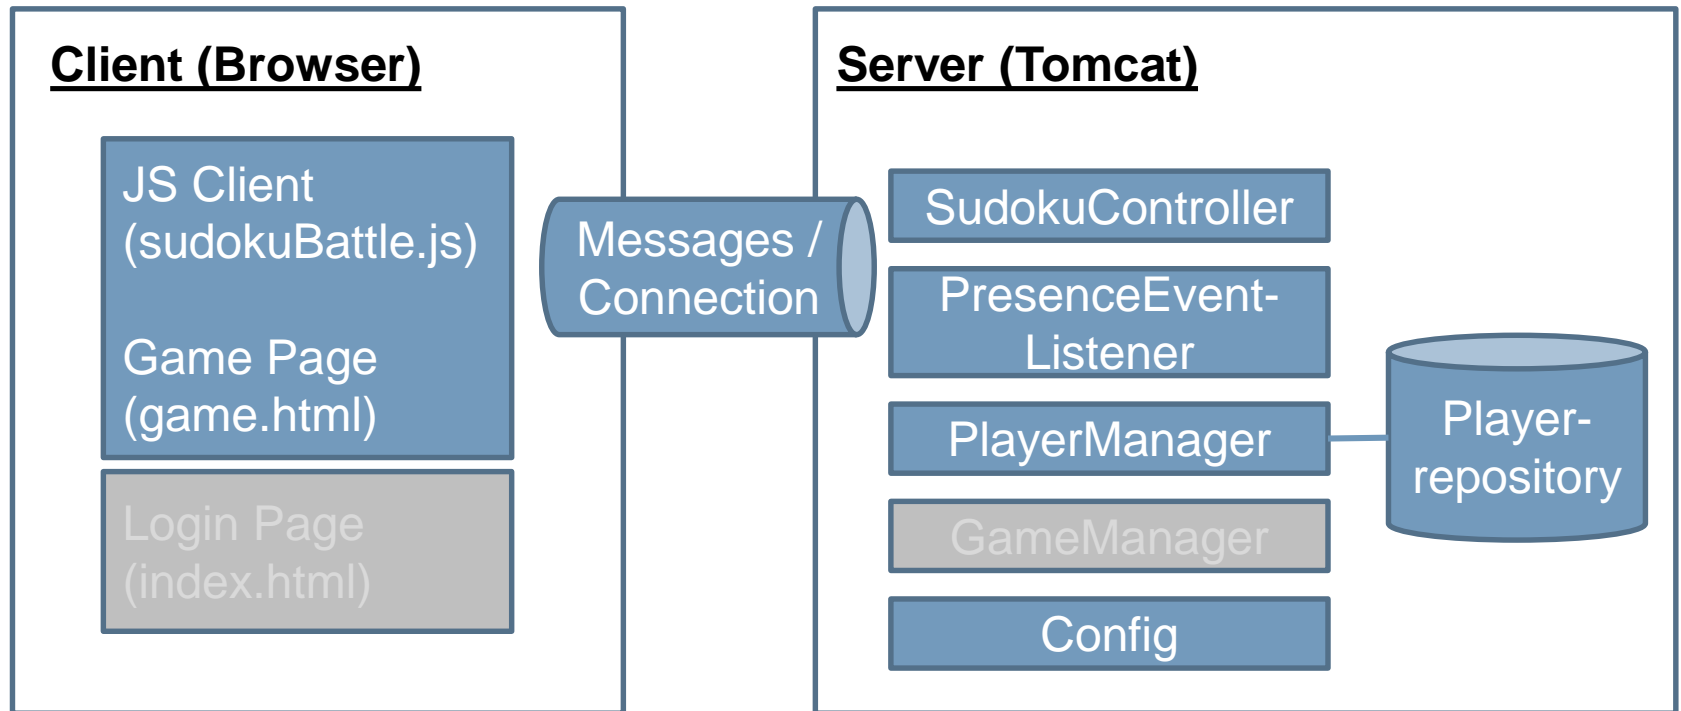 Client (Browser)
JS Client
(sudokuBattle.js)
Game Page
(game.html)
Login Page
(index.html)
Messages /
Connection
Server (Tomcat)
SudokuController
PresenceEvent-
Listener
PlayerManager
GameManager
Config
Player-
repository